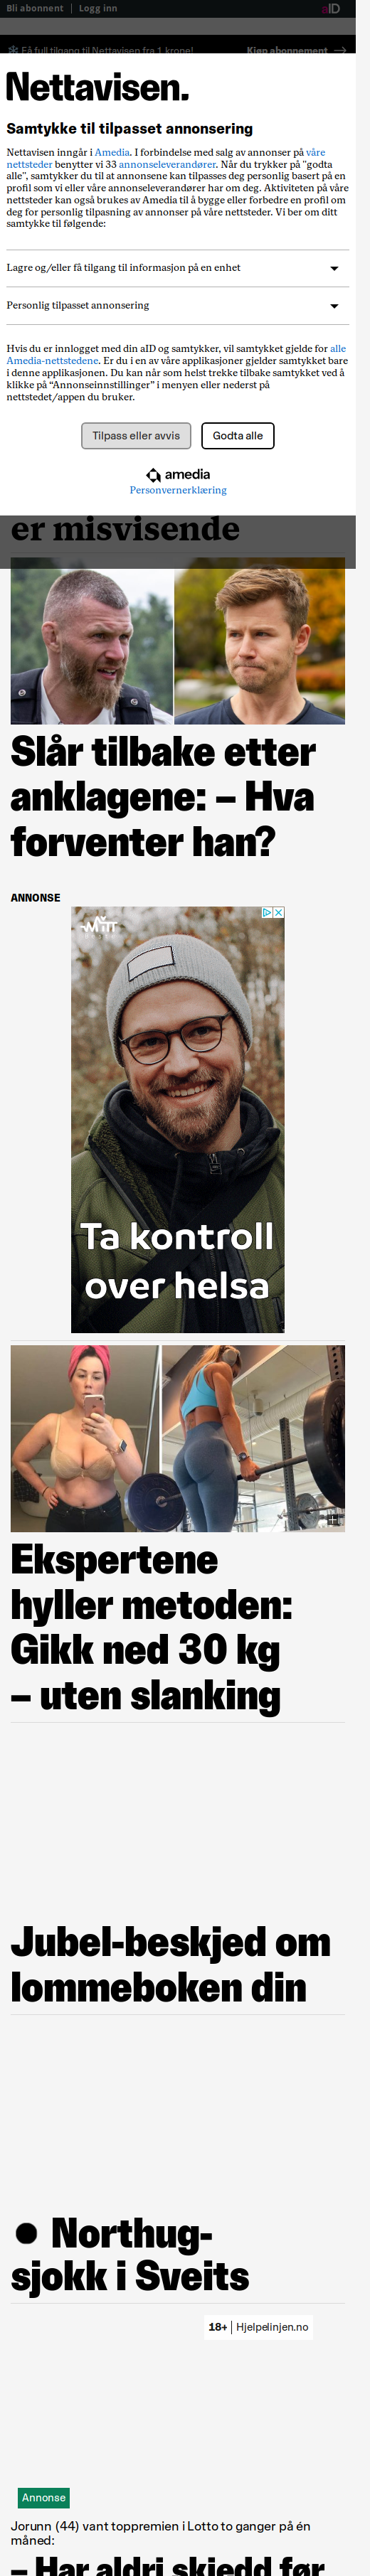 Bli abonnent | Logg inn
aID
Få full tilgang til Nettavisen fra 1 krone! Kjøp abonnement
Nettavisen.
Samtykke til tilpasset annonsering
Nettavisen inngår i Amedia. I forbindelse med salg av annonser på våre
nettsteder benytter vi 33 annonseleverandører. Når du trykker på "godta
alle", samtykker du til at annonsene kan tilpasses deg personlig basert på en
profil som vi eller våre annonseleverandører har om deg. Aktiviteten på våre
nettsteder kan også brukes av Amedia til å bygge eller forbedre en profil om
deg for personlig tilpasning av annonser på våre nettsteder. Vi ber om ditt
samtykke til følgende:
Lagre og/eller få tilgang til informasjon på en enhet
Personlig tilpasset annonsering
Hvis du er innlogget med din aID og samtykker, vil samtykket gjelde for alle
Amedia-nettstedene. Er du i en av våre applikasjoner gjelder samtykket bare
i denne applikasjonen. Du kan når som helst trekke tilbake samtykket ved å
klikke på “Annonseinnstillinger” i menyen eller nederst på
nettstedet/appen du bruker.
Tilpass eller avvis
Godta alle
amedia
Personvernerklæring
er misvisende
Slår tilbake etter
anklagene: – Hva
forventer han?
ANNONSE
Ta kontroll
over helsa
Ekspertene
hyller metoden:
Gikk ned 30 kg
– uten slanking
Jubel-beskjed om
lommeboken din
● Northug-
sjokk i Sveits
18+ | Hjelpelinjen.no
Annonse
Jorunn (44) vant toppremien i Lotto to ganger på én
måned:
– Har aldri skjedd før